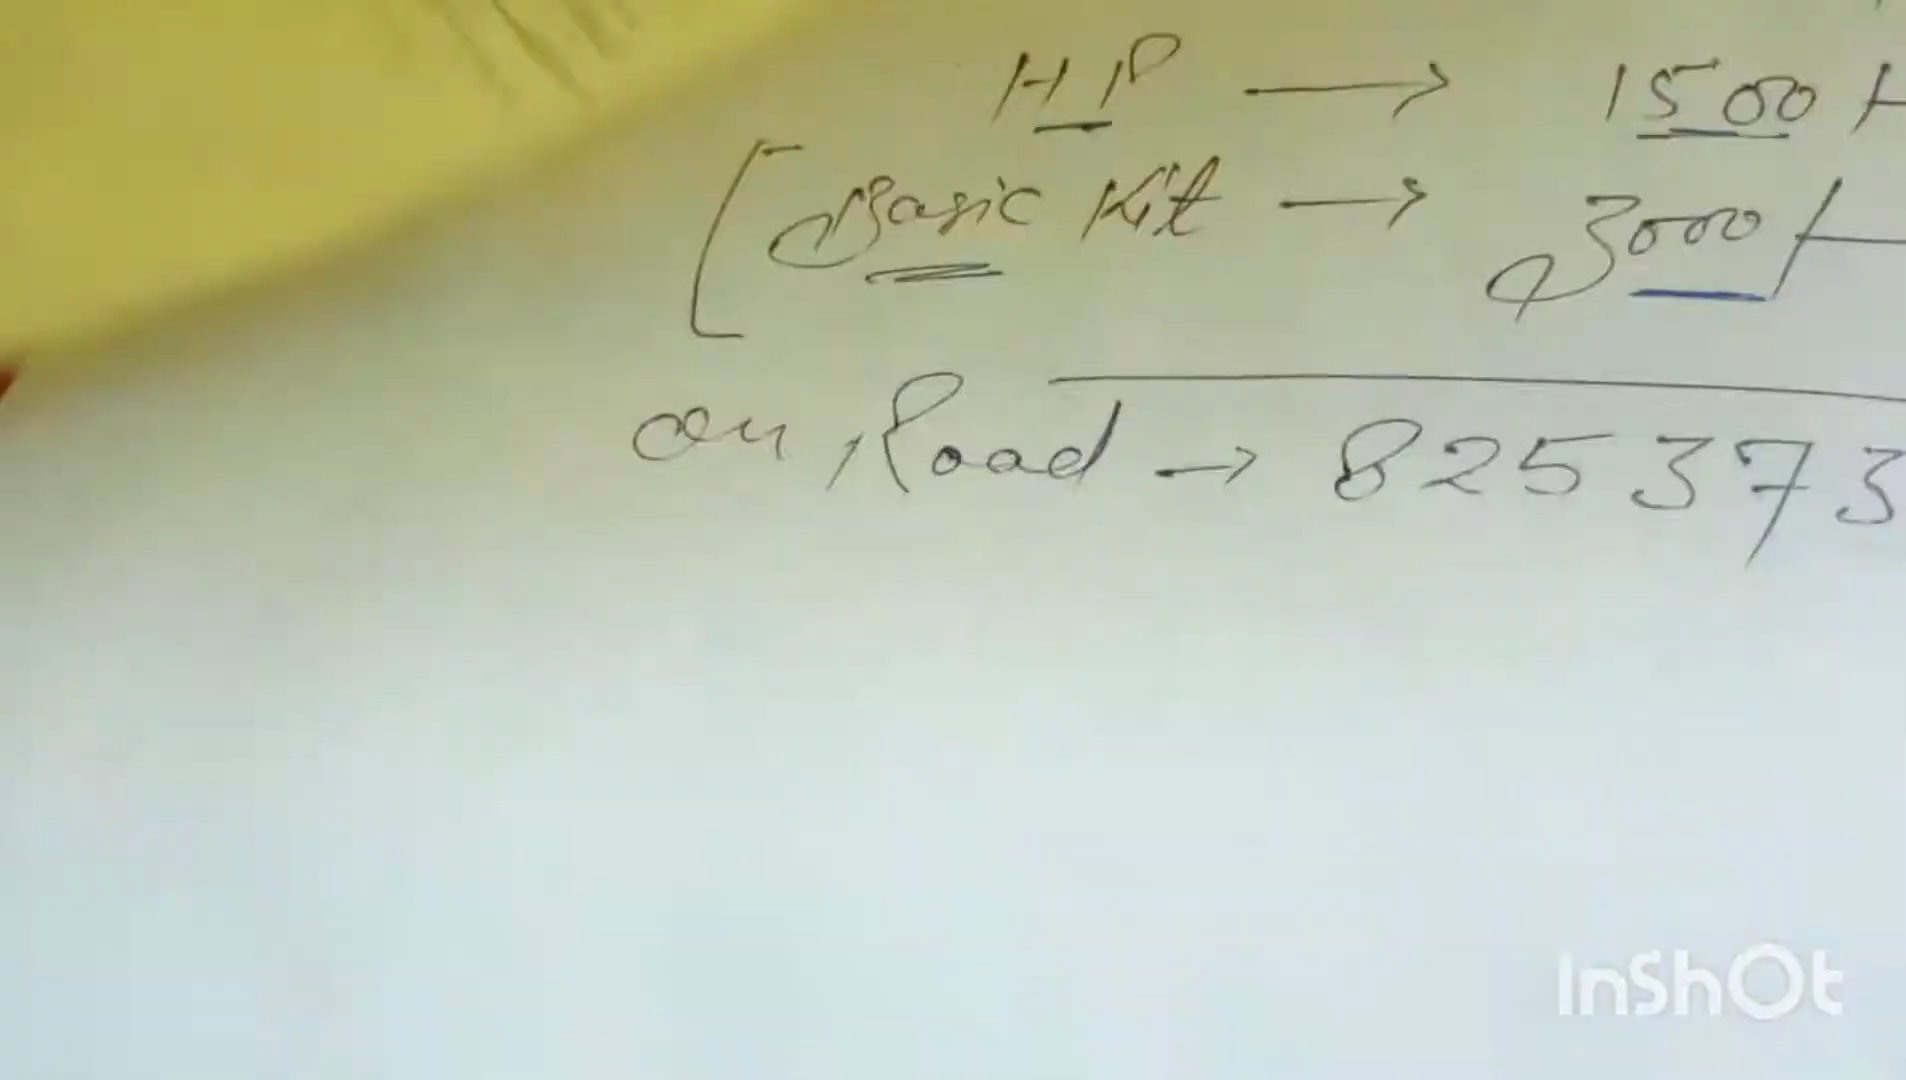 HP → 1500/-
[Basic Kit → 3000/-
on Road → 825373
InShOt